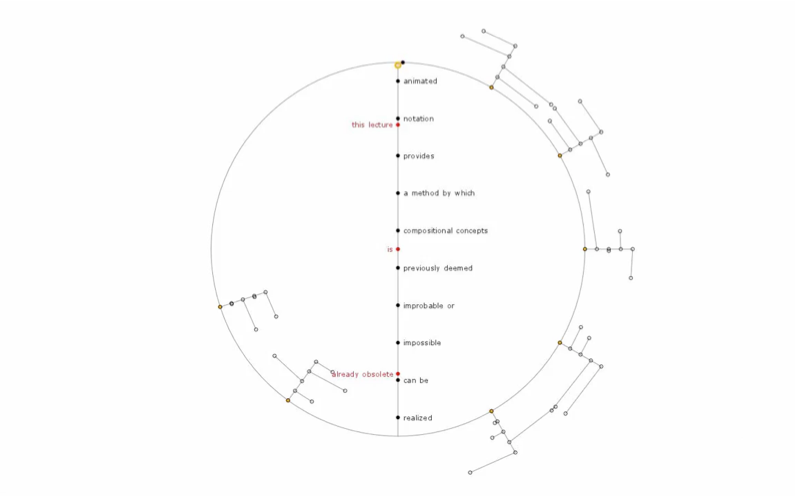 animated
notation
this lecture
provides
a method by which
compositional concepts
is
previously deemed
improbable or
impossible
already obsolete
can be
realized